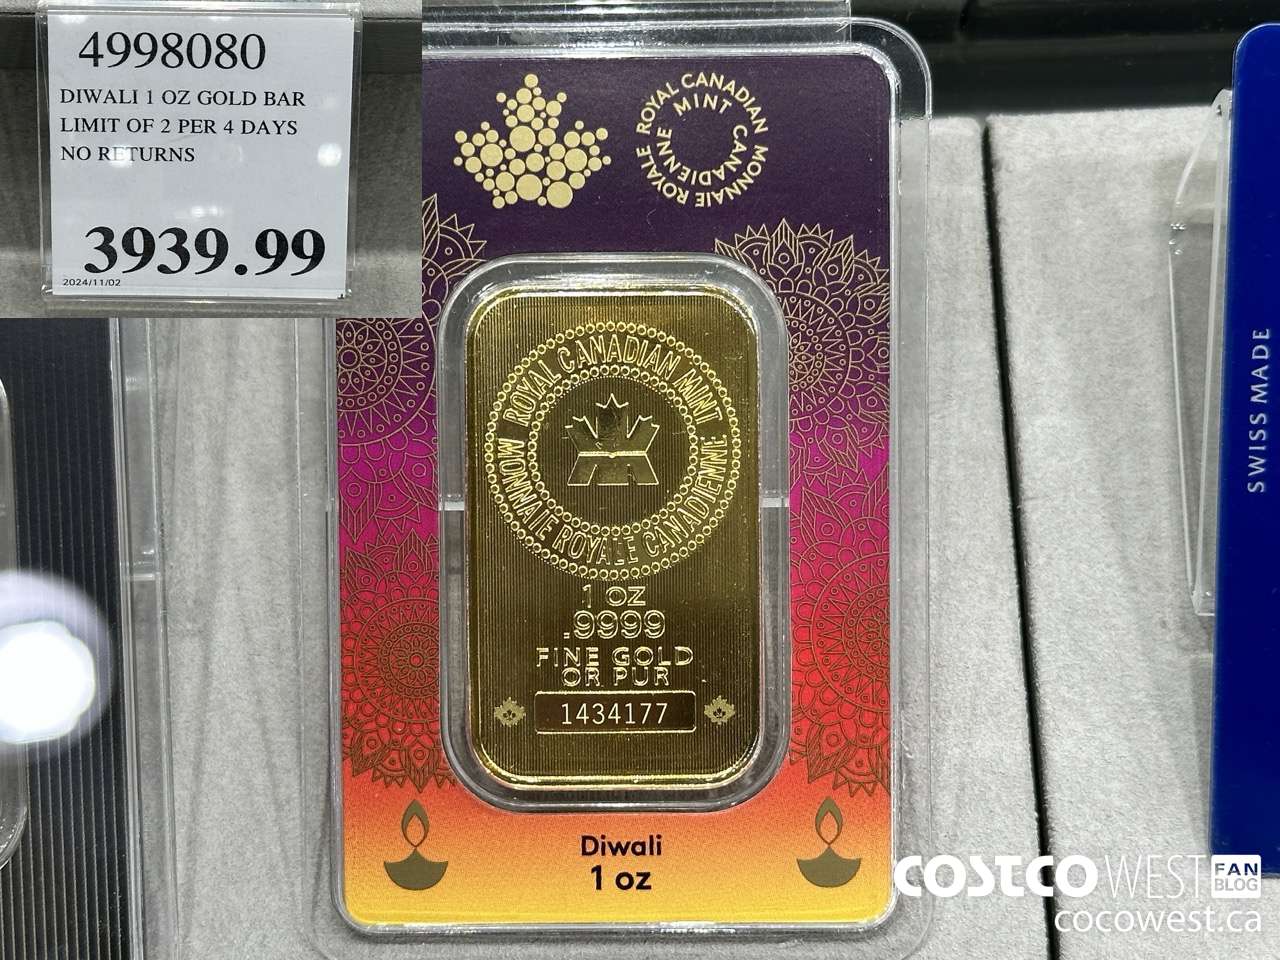 4998080
DIWALI 1 OZ GOLD BAR
LIMIT OF 2 PER 4 DAYS
NO RETURNS
3939.99
2024/11/02
ROYAL CANADIAN MINT
MONNAIE ROYALE CANADIENNE
ROYAL CANADIAN MINT
MONNAIE ROYALE CANADIENNE
1 OZ
.9999
FINE GOLD
OR PUR
1434177
Diwali
1 oz
SWISS MADE
COSTCO WEST FAN BLOG
cocowest.ca